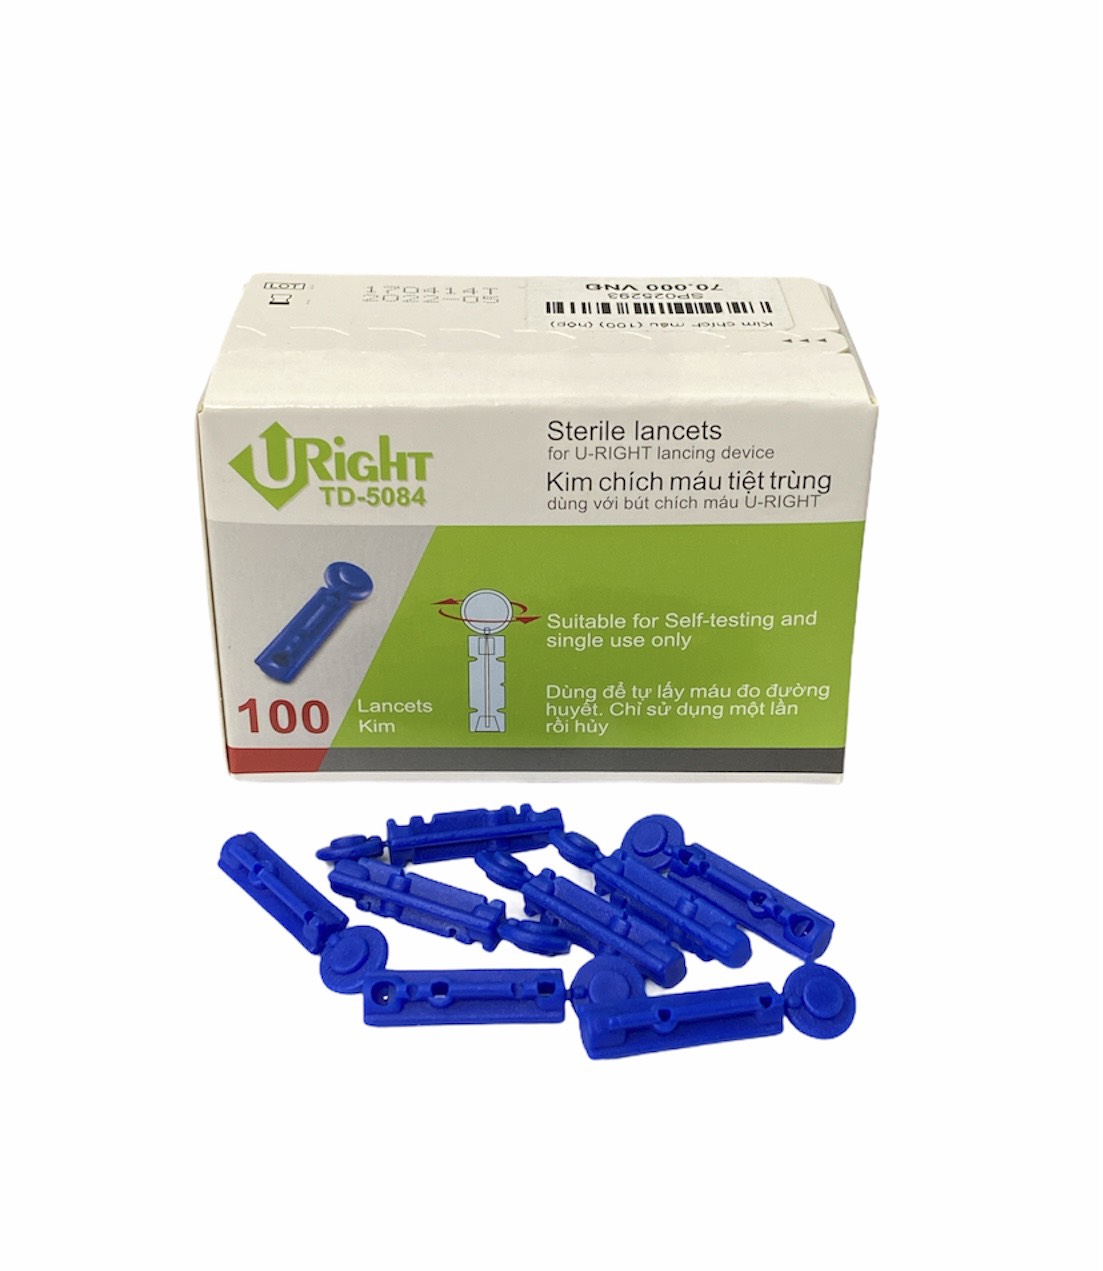 LOT
170414T
2022-05
Kim chích máu (100) (hộp)
SP025293
70.000 VNĐ
URIGHT
TD-5084
Sterile lancets
for U-RIGHT lancing device
Kim chích máu tiệt trùng
dùng với bút chích máu U-RIGHT
Suitable for Self-testing and
single use only
Dùng để tự lấy máu đo đường
huyết. Chỉ sử dụng một lần
rồi hủy
100
Lancets
Kim